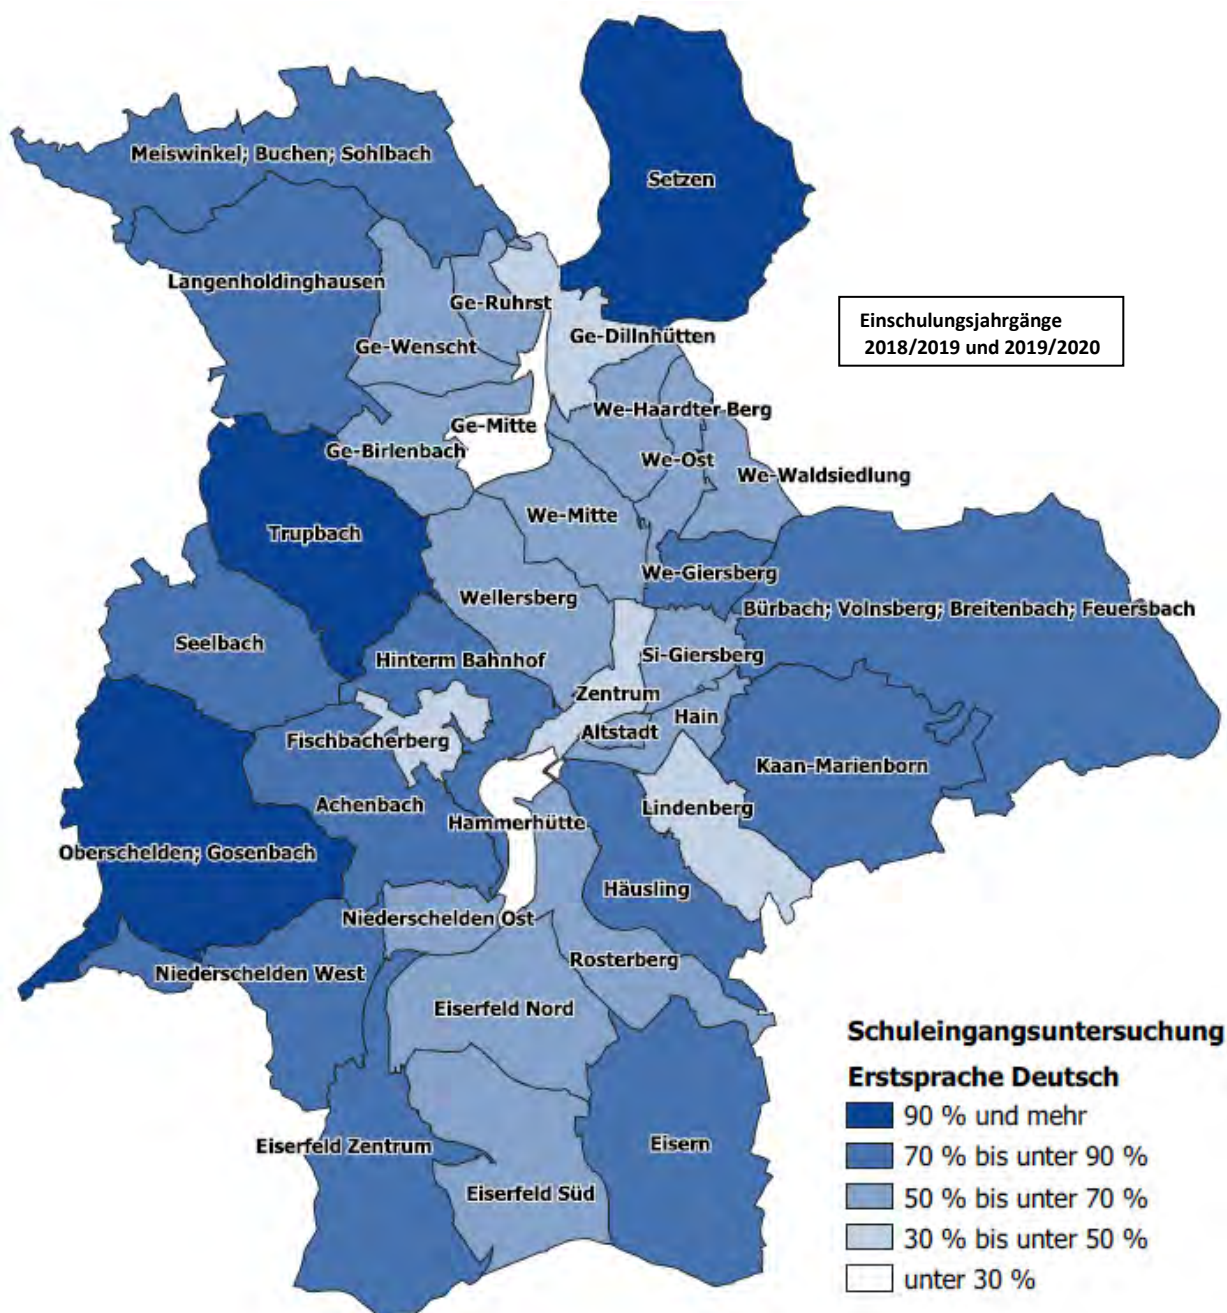 Meiswinkel; Buchen; Sohlbach
Setzen
Langenholdinghausen
Ge-Ruhrst
Einschulungsjahrgänge
2018/2019 und 2019/2020
Ge-Dillnhütten
Ge-Wenscht
We-Haardter Berg
Ge-Mitte
Ge-Birlenbach
We-Ost
We-Waldsiedlung
We-Mitte
Trupbach
We-Giersberg
Wellersberg
Bürbach; Volnsberg; Breitenbach; Feuersbach
Seelbach
Hinterm Bahnhof
Si-Giersberg
Zentrum
Hain
Altstadt
Fischbacherberg
Kaan-Marienborn
Achenbach
Lindenberg
Hammerhütte
Oberschelden; Gosenbach
Häusling
Niederschelden Ost
Rosterberg
Niederschelden West
Eiserfeld Nord
Eiserfeld Zentrum
Eisern
Eiserfeld Süd
Schuleingangsuntersuchung
Erstsprache Deutsch
90 % und mehr
70 % bis unter 90 %
50 % bis unter 70 %
30 % bis unter 50 %
unter 30 %